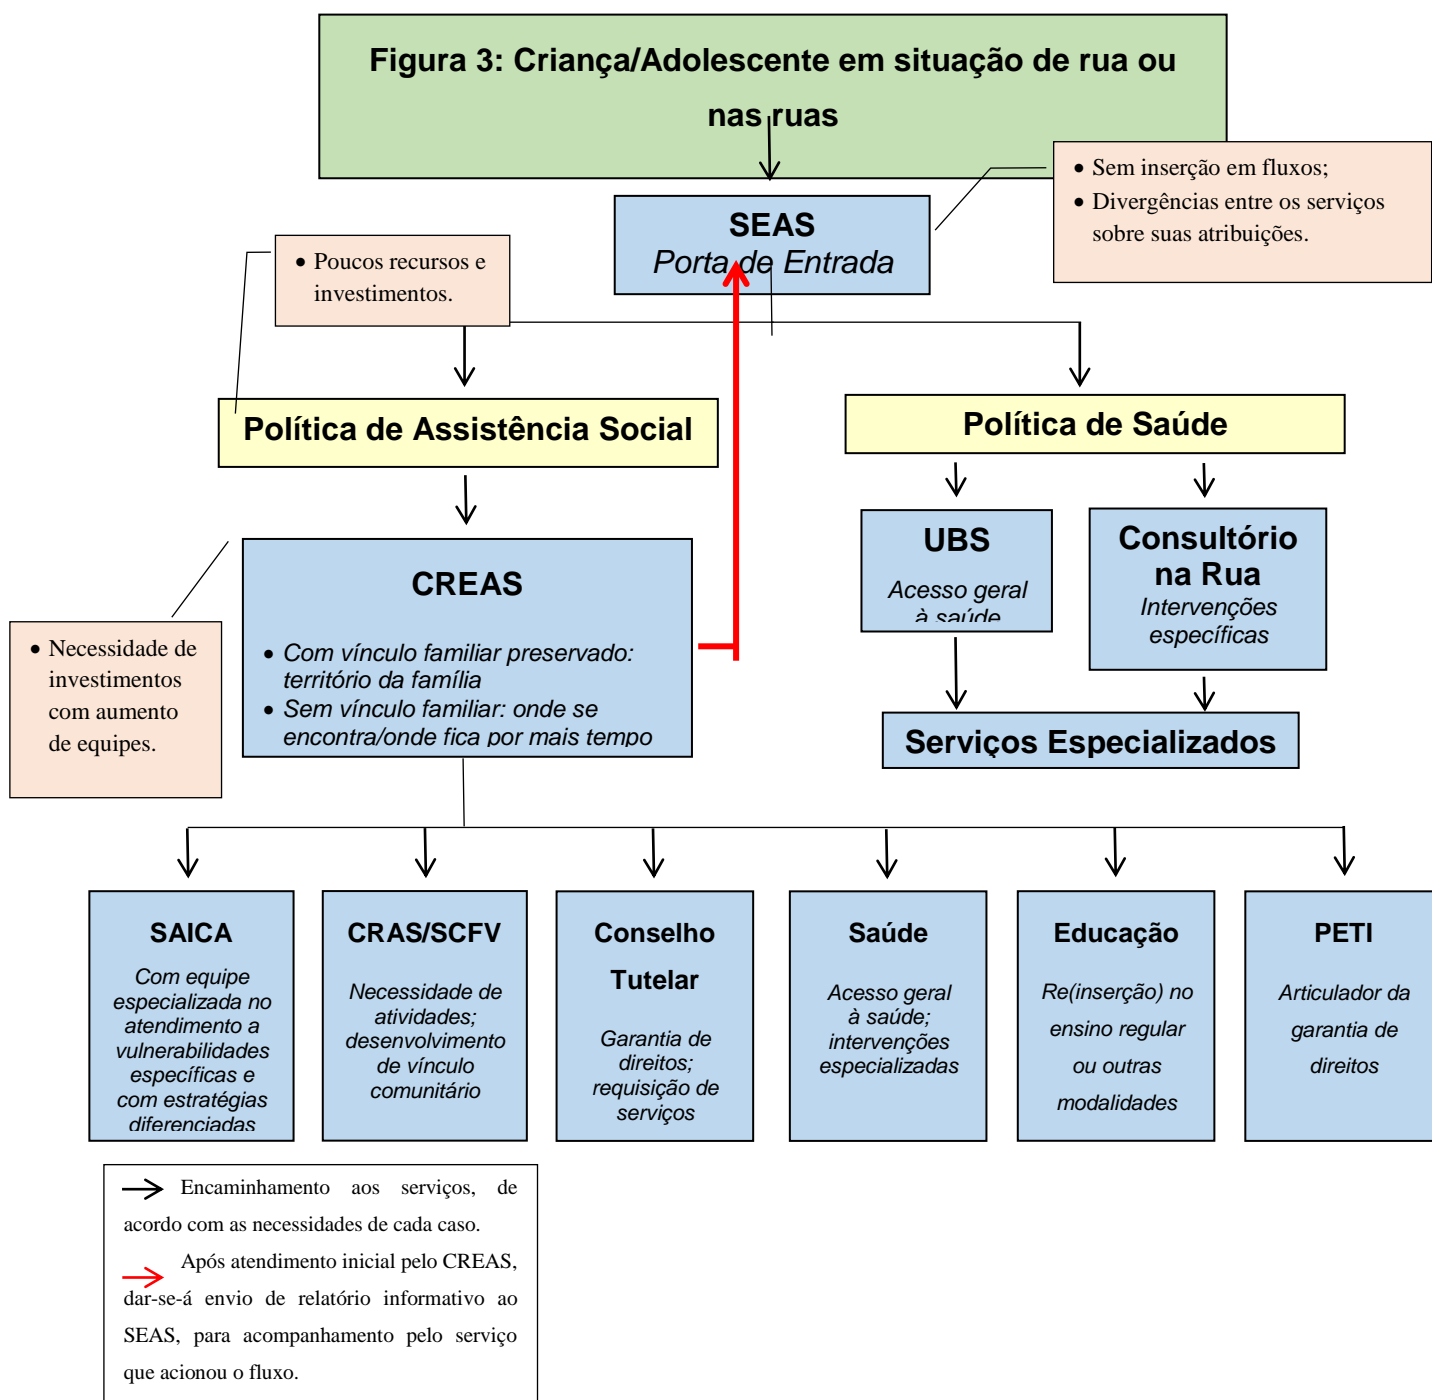 Figura 3: Criança/Adolescente em situação de rua ou
nas ruas
• Sem inserção em fluxos;
• Divergências entre os serviços
sobre suas atribuições.
SEAS
Porta de Entrada
• Poucos recursos e
investimentos.
Política de Assistência Social
Política de Saúde
UBS
Acesso geral
à saúde
Consultório
na Rua
Intervenções
específicas
CREAS
• Com vínculo familiar preservado:
território da família
• Sem vínculo familiar: onde se
encontra/onde fica por mais tempo
• Necessidade de
investimentos
com aumento
de equipes.
Serviços Especializados
SAICA
Com equipe
especializada no
atendimento a
vulnerabilidades
específicas e
com estratégias
diferenciadas
CRAS/SCFV
Necessidade de
atividades;
desenvolvimento
de vínculo
comunitário
Conselho
Tutelar
Garantia de
direitos;
requisição de
serviços
Saúde
Acesso geral
à saúde;
intervenções
especializadas
Educação
Re(inserção) no
ensino regular
ou outras
modalidades
PETI
Articulador da
garantia de
direitos
Encaminhamento aos serviços, de
acordo com as necessidades de cada caso.
Após atendimento inicial pelo CREAS,
dar-se-á envio de relatório informativo ao
SEAS, para acompanhamento pelo serviço
que acionou o fluxo.